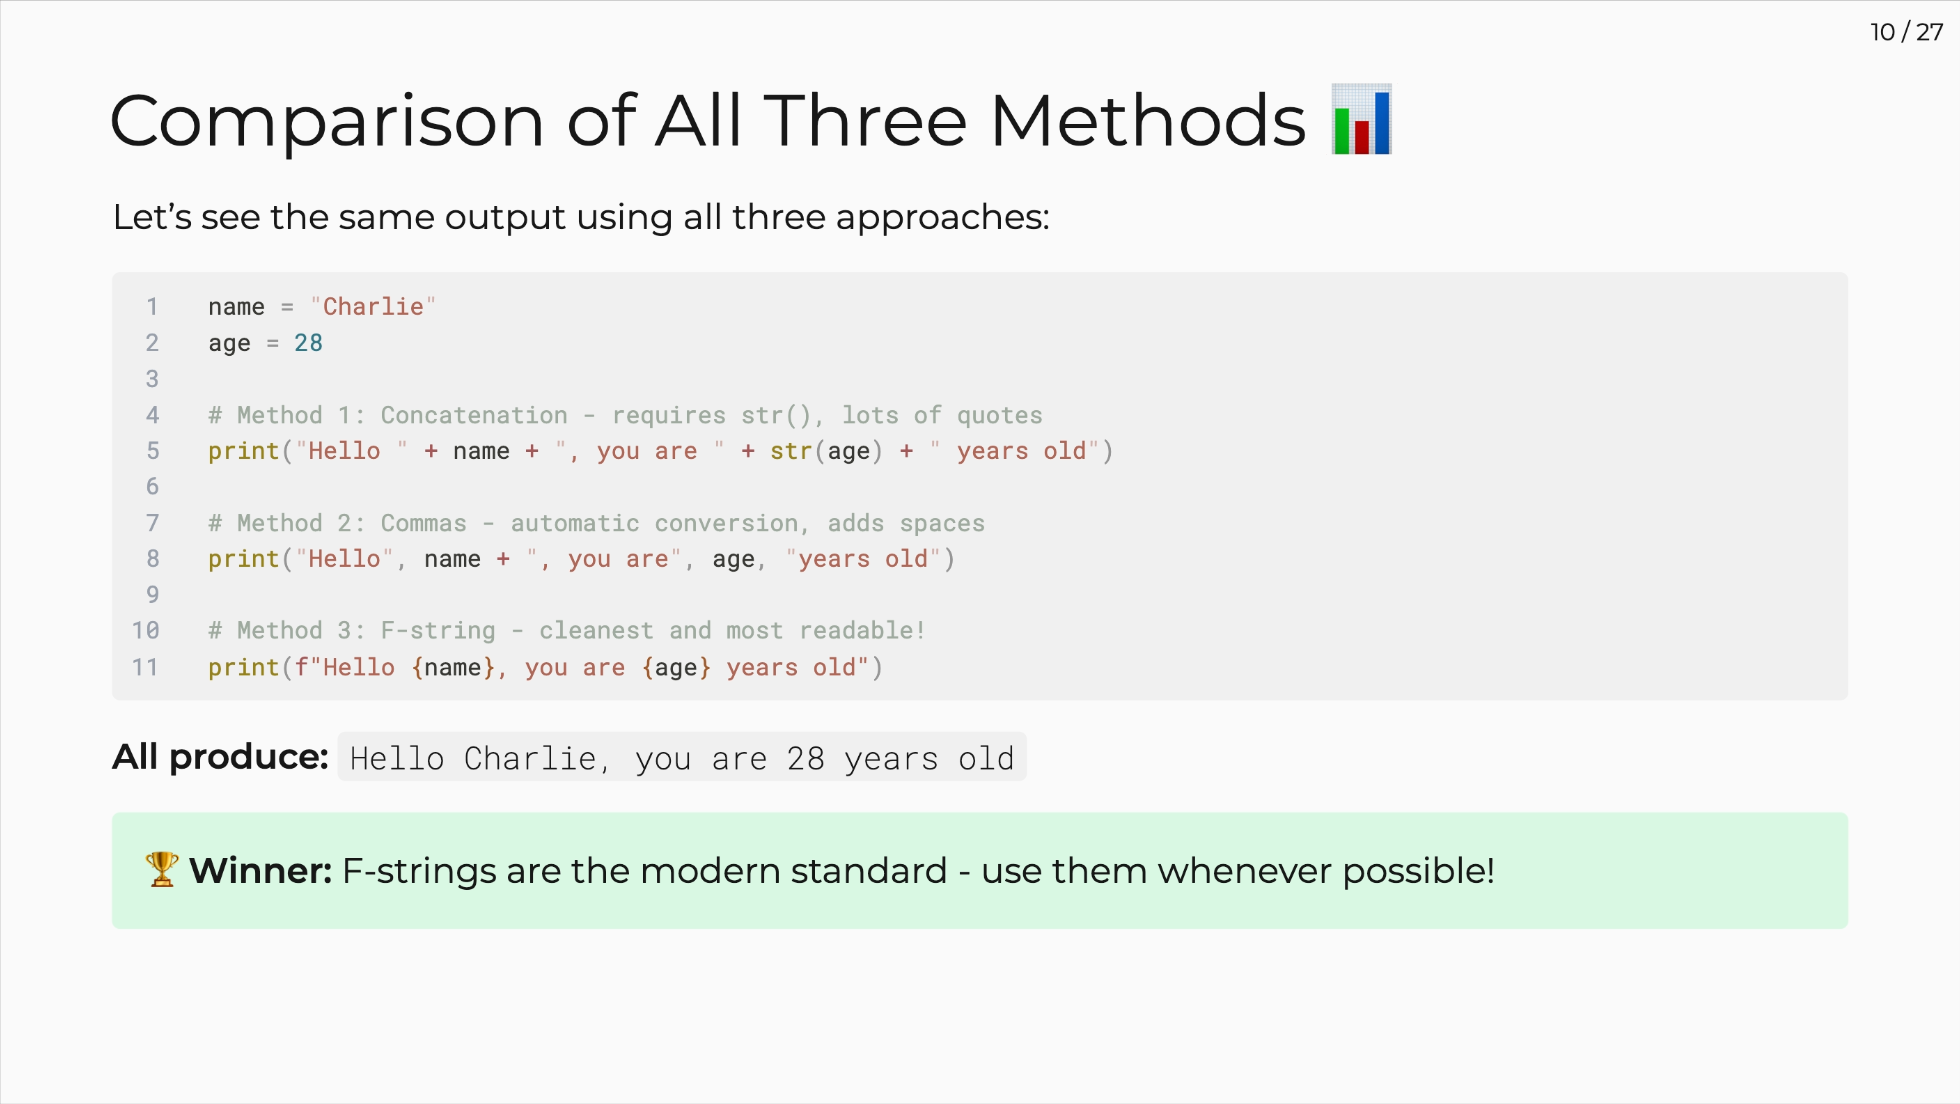 10 / 27
Comparison of All Three Methods 📊
Let’s see the same output using all three approaches:
1 name = "Charlie"
2 age = 28
3
4 # Method 1: Concatenation - requires str(), lots of quotes
5 print("Hello " + name + ", you are " + str(age) + " years old")
6
7 # Method 2: Commas - automatic conversion, adds spaces
8 print("Hello", name + ", you are", age, "years old")
9
10 # Method 3: F-string - cleanest and most readable!
11 print(f"Hello {name}, you are {age} years old")
All produce: Hello Charlie, you are 28 years old
🏆 Winner: F-strings are the modern standard - use them whenever possible!